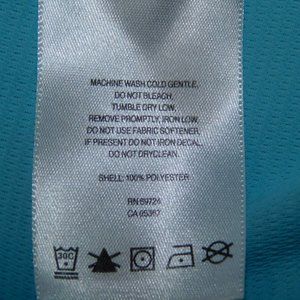 MACHINE WASH COLD GENTLE,
DO NOT BLEACH,
TUMBLE DRY LOW,
REMOVE PROMPTLY, IRON LOW,
DO NOT USE FABRIC SOFTENER,
IF PRESENT DO NOT IRON DECAL,
DO NOT DRYCLEAN.
SHELL: 100% POLYESTER
RN 69724
CA 05367
30C